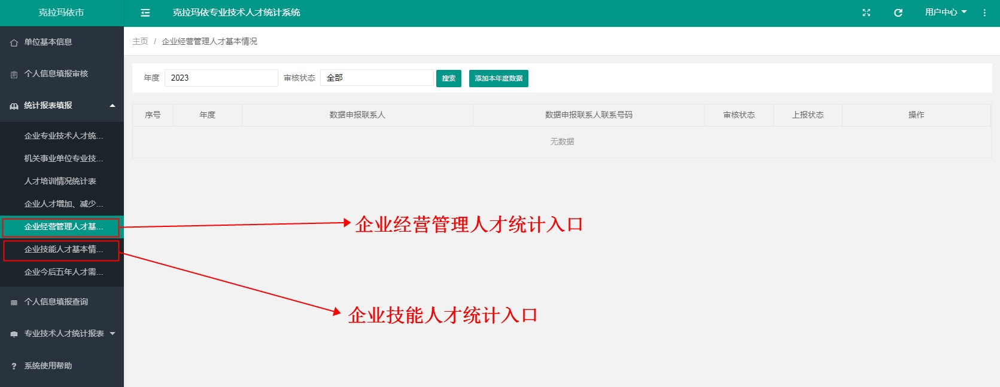 克拉玛依市
克拉玛依专业技术人才统计系统
用户中心
单位基本信息
个人信息填报审核
统计报表填报
企业专业技术人才统...
机关事业单位专业技...
人才培训情况统计表
企业人才增加、减少...
企业经营管理人才基...
企业技能人才基本情...
企业今后五年人才需...
个人信息填报查询
专业技术人才统计报表
系统使用帮助
主页 / 企业经营管理人才基本情况
年度 2023 审核状态 全部 搜索 添加本年度数据
序号 年度 数据申报联系人 数据申报联系人联系号码 审核状态 上报状态 操作
无数据
企业经营管理人才统计入口
企业技能人才统计入口